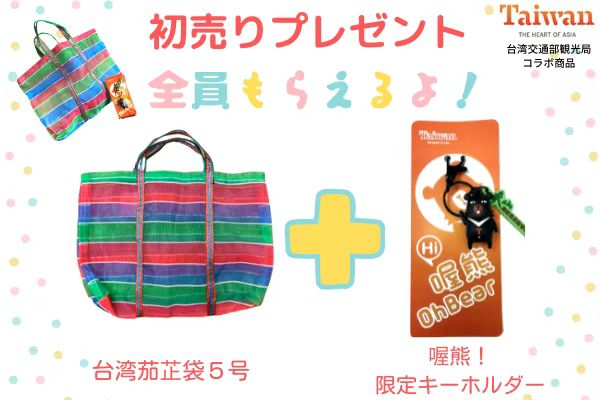 初売りプレゼント
全員もらえるよ！
Taiwan
THE HEART OF ASIA
台湾交通部観光局
コラボ商品
Taiwan
Hi
喔熊
OhBear
台湾茄芷袋５号
喔熊！
限定キーホルダー